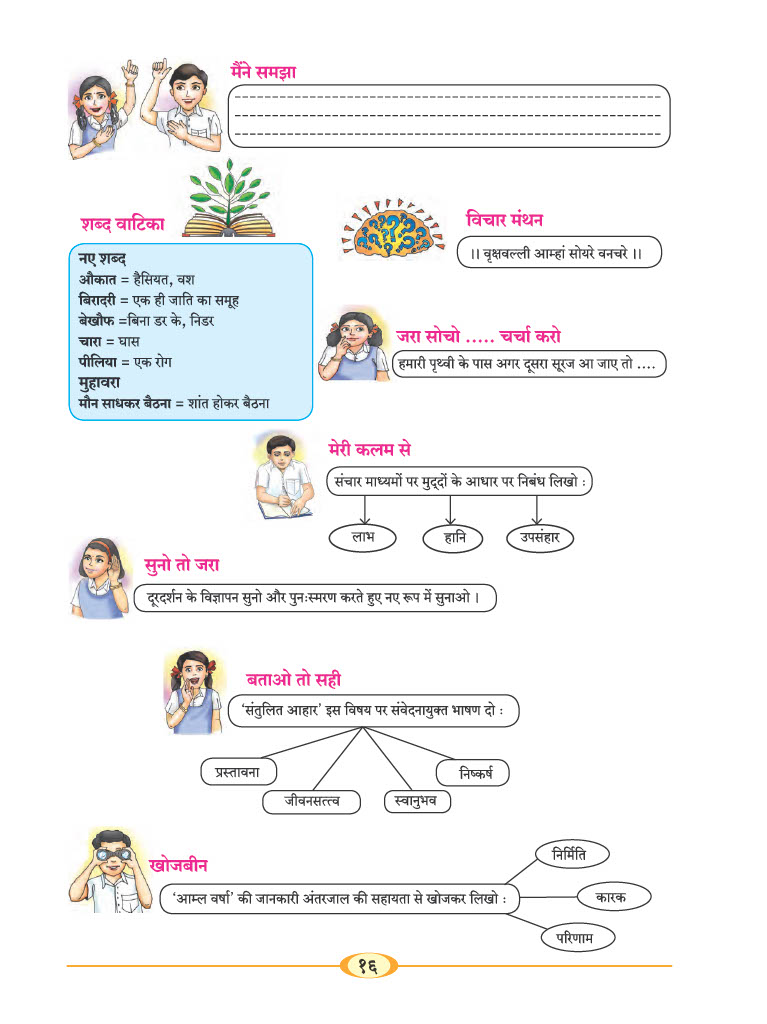 मैंने समझा
शब्द वाटिका
नए शब्द
औकात = हैसियत, वश
बिरादरी = एक ही जाति का समूह
बेखौफ =बिना डर के, निडर
चारा = घास
पीलिया = एक रोग
मुहावरा
मौन साधकर बैठना = शांत होकर बैठना
विचार मंथन
।। वृक्षवल्ली आम्हां सोयरे वनचरे ।।
जरा सोचो ..... चर्चा करो
हमारी पृथ्वी के पास अगर दूसरा सूरज आ जाए तो ....
मेरी कलम से
संचार माध्यमों पर मुद्‌दों के आधार पर निबंध लिखो :
लाभ
हानि
उपसंहार
सुनो तो जरा
दूरदर्शन के विज्ञापन सुनो और पुनःस्मरण करते हुए नए रूप में सुनाओ ।
बताओ तो सही
‘संतुलित आहार’ इस विषय पर संवेदनायुक्त भाषण दो :
प्रस्तावना
जीवनसत्त्व
स्वानुभव
निष्कर्ष
खोजबीन
‘आम्ल वर्षा’ की जानकारी अंतरजाल की सहायता से खोजकर लिखो :
निर्मिति
कारक
परिणाम
१६